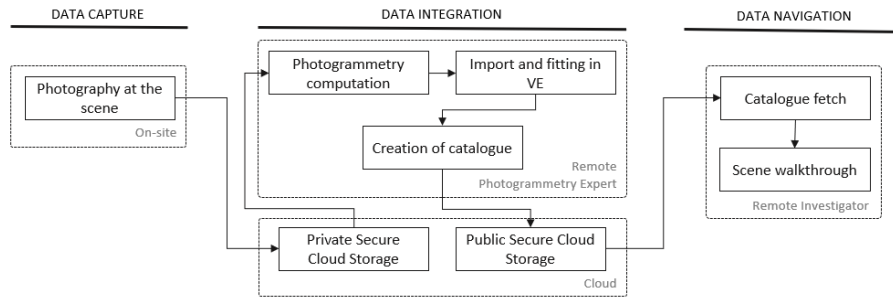 DATA CAPTURE
DATA INTEGRATION
DATA NAVIGATION
Photography at the
scene
On-site
Photogrammetry
computation
Import and fitting in
VE
Creation of catalogue
Remote
Photogrammetry Expert
Private Secure
Cloud Storage
Public Secure Cloud
Storage
Cloud
Catalogue fetch
Scene walkthrough
Remote Investigator